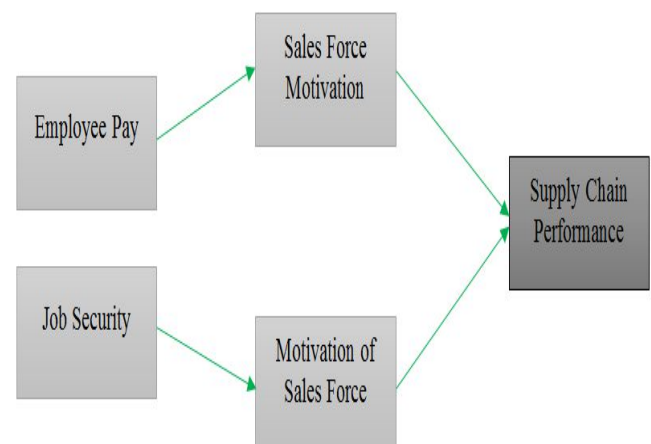 Sales Force
Motivation
Employee Pay
Supply Chain
Performance
Job Security
Motivation of
Sales Force